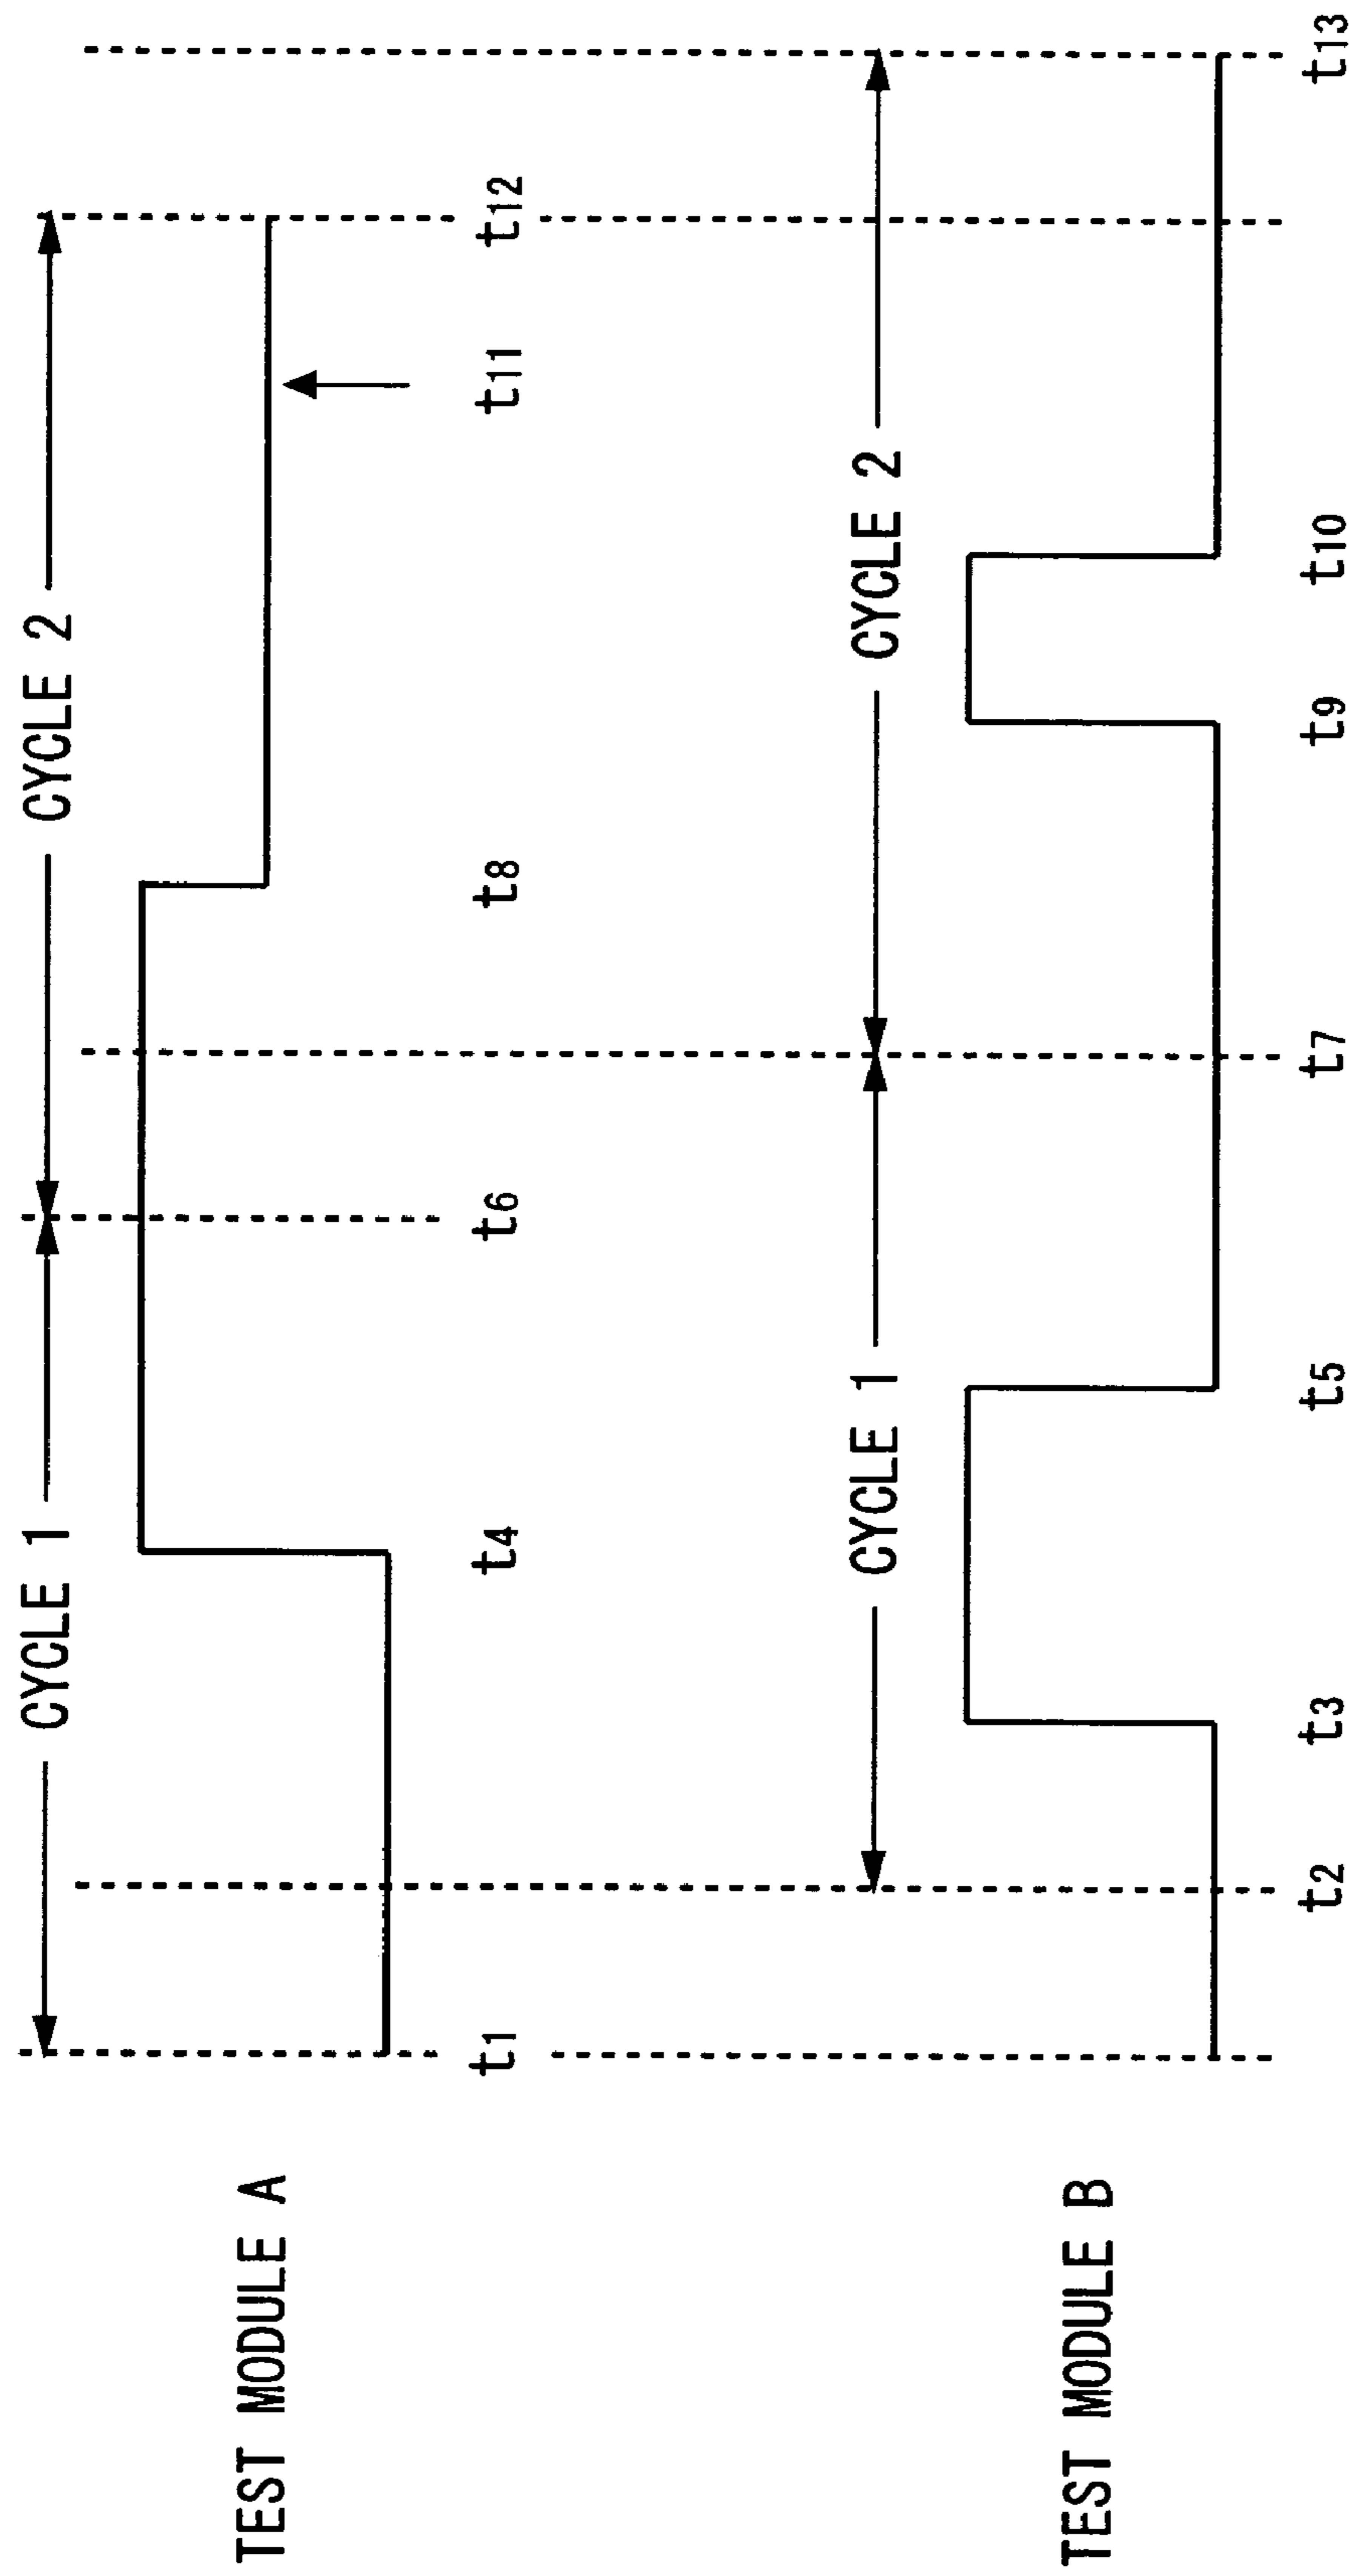 CYCLE 1
CYCLE 2
TEST MODULE A
t1
t4
t6
t8
t11
t12
CYCLE 1
CYCLE 2
TEST MODULE B
t2
t3
t5
t7
t9
t10
t13